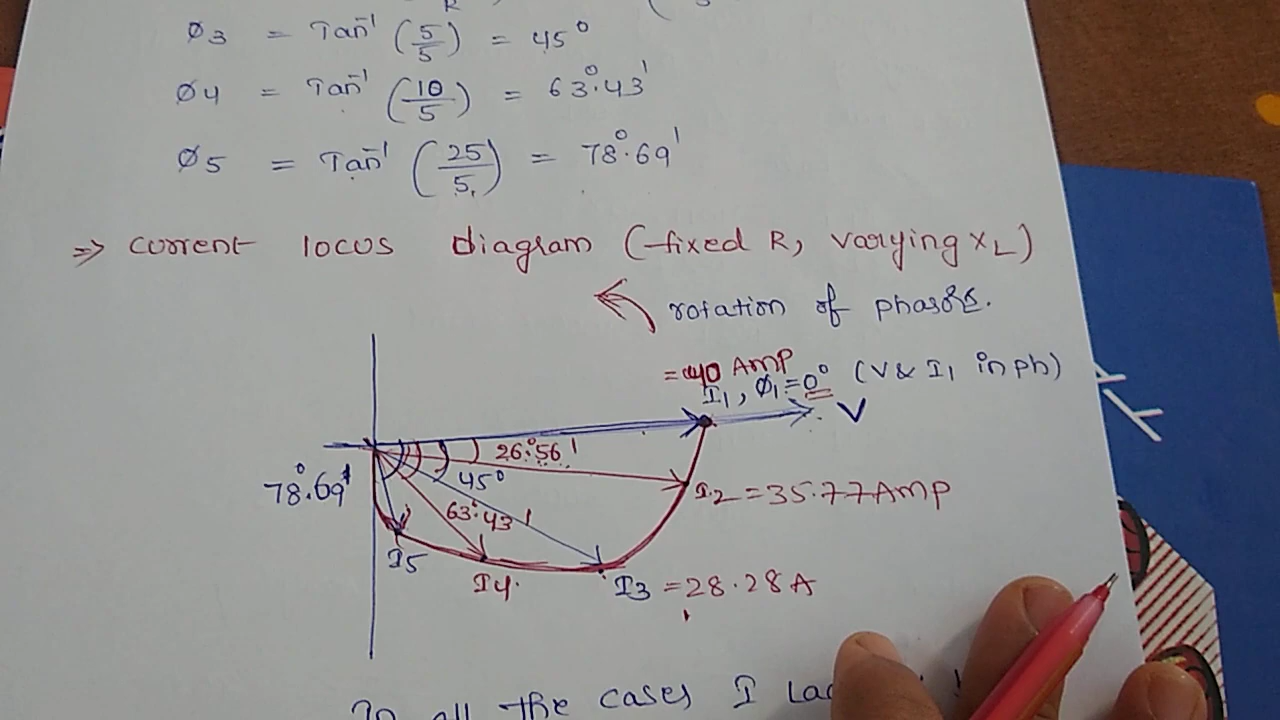 R
Ø3 = Tan⁻¹ (5/5) = 45°
Ø4 = Tan⁻¹ (10/5) = 63°.43'
Ø5 = Tan⁻¹ (25/5) = 78°.69'
⇒ current locus diagram (fixed R, varying XL)
rotation of phasors.
= 40 AMP
I1, Ø1 = 0° (V & I1 in ph)
V
26°.56'
78°.69'
45°
I2 = 35.77 AMP
63°.43'
I5
I4.
I3 = 28.28 A
In all the cases I